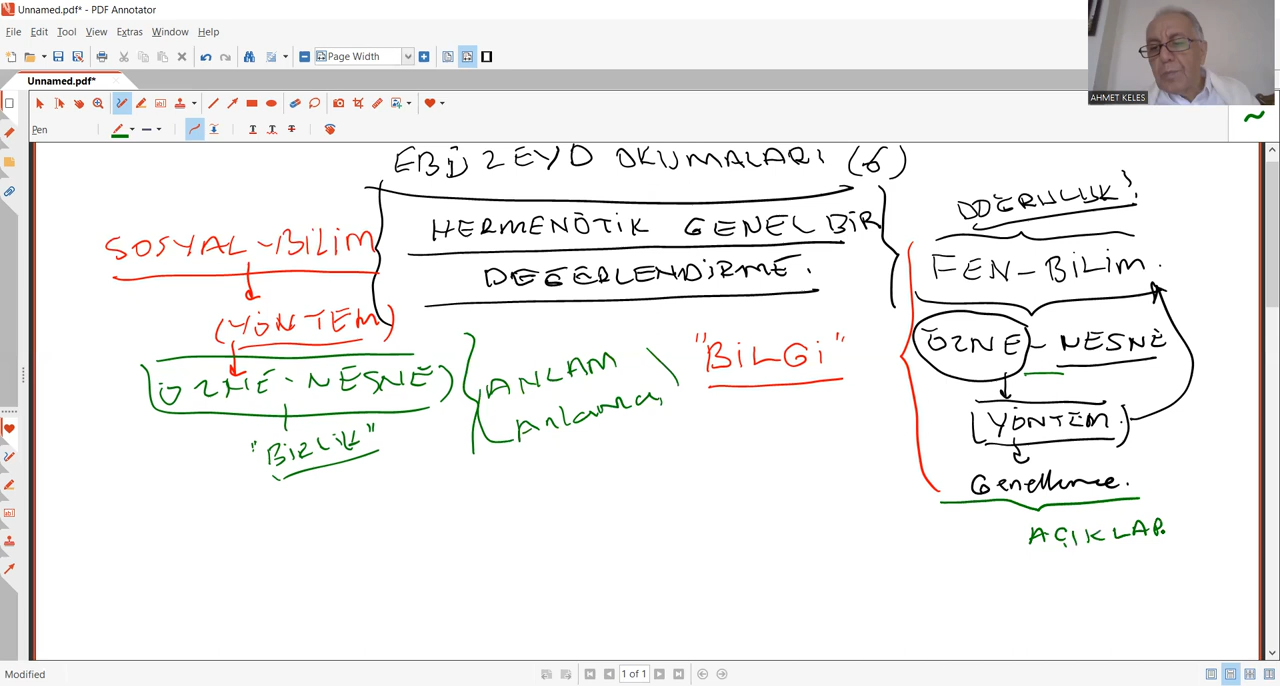 Unnamed.pdf* - PDF Annotator
File Edit Tool View Extras Window Help
Page Width
Unnamed.pdf*
AHMET KELES
Pen
EBÛ ZEYD OKUMALARI (6)
HERMENÖTİK GENEL BİR
DEĞERLENDİRME.
SOSYAL-BİLİM
(YÖNTEM)
ÖZNE-NESNE)
"BİRLİK"
ANLAM
Anlama,
"BİLGİ"
DOĞRULUK!
FEN-BİLİM.
ÖZNE-NESNE
YÖNTEM.
Genelleme.
AÇIKLAR.
1 of 1
Modified